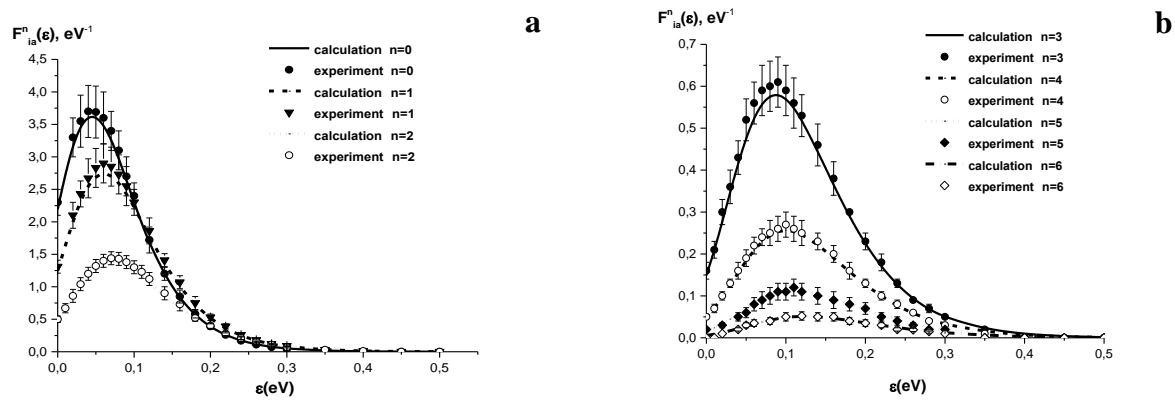 a
Fⁿᵢₐ(ε), eV⁻¹
4,5
4,0
3,5
3,0
2,5
2,0
1,5
1,0
0,5
0,0
calculation n=0
experiment n=0
calculation n=1
experiment n=1
calculation n=2
experiment n=2
0,0 0,1 0,2 0,3 0,4 0,5
ε(eV)
b
Fⁿᵢₐ(ε), eV⁻¹
0,7
0,6
0,5
0,4
0,3
0,2
0,1
0,0
calculation n=3
experiment n=3
calculation n=4
experiment n=4
calculation n=5
experiment n=5
calculation n=6
experiment n=6
0,0 0,1 0,2 0,3 0,4 0,5
ε(eV)